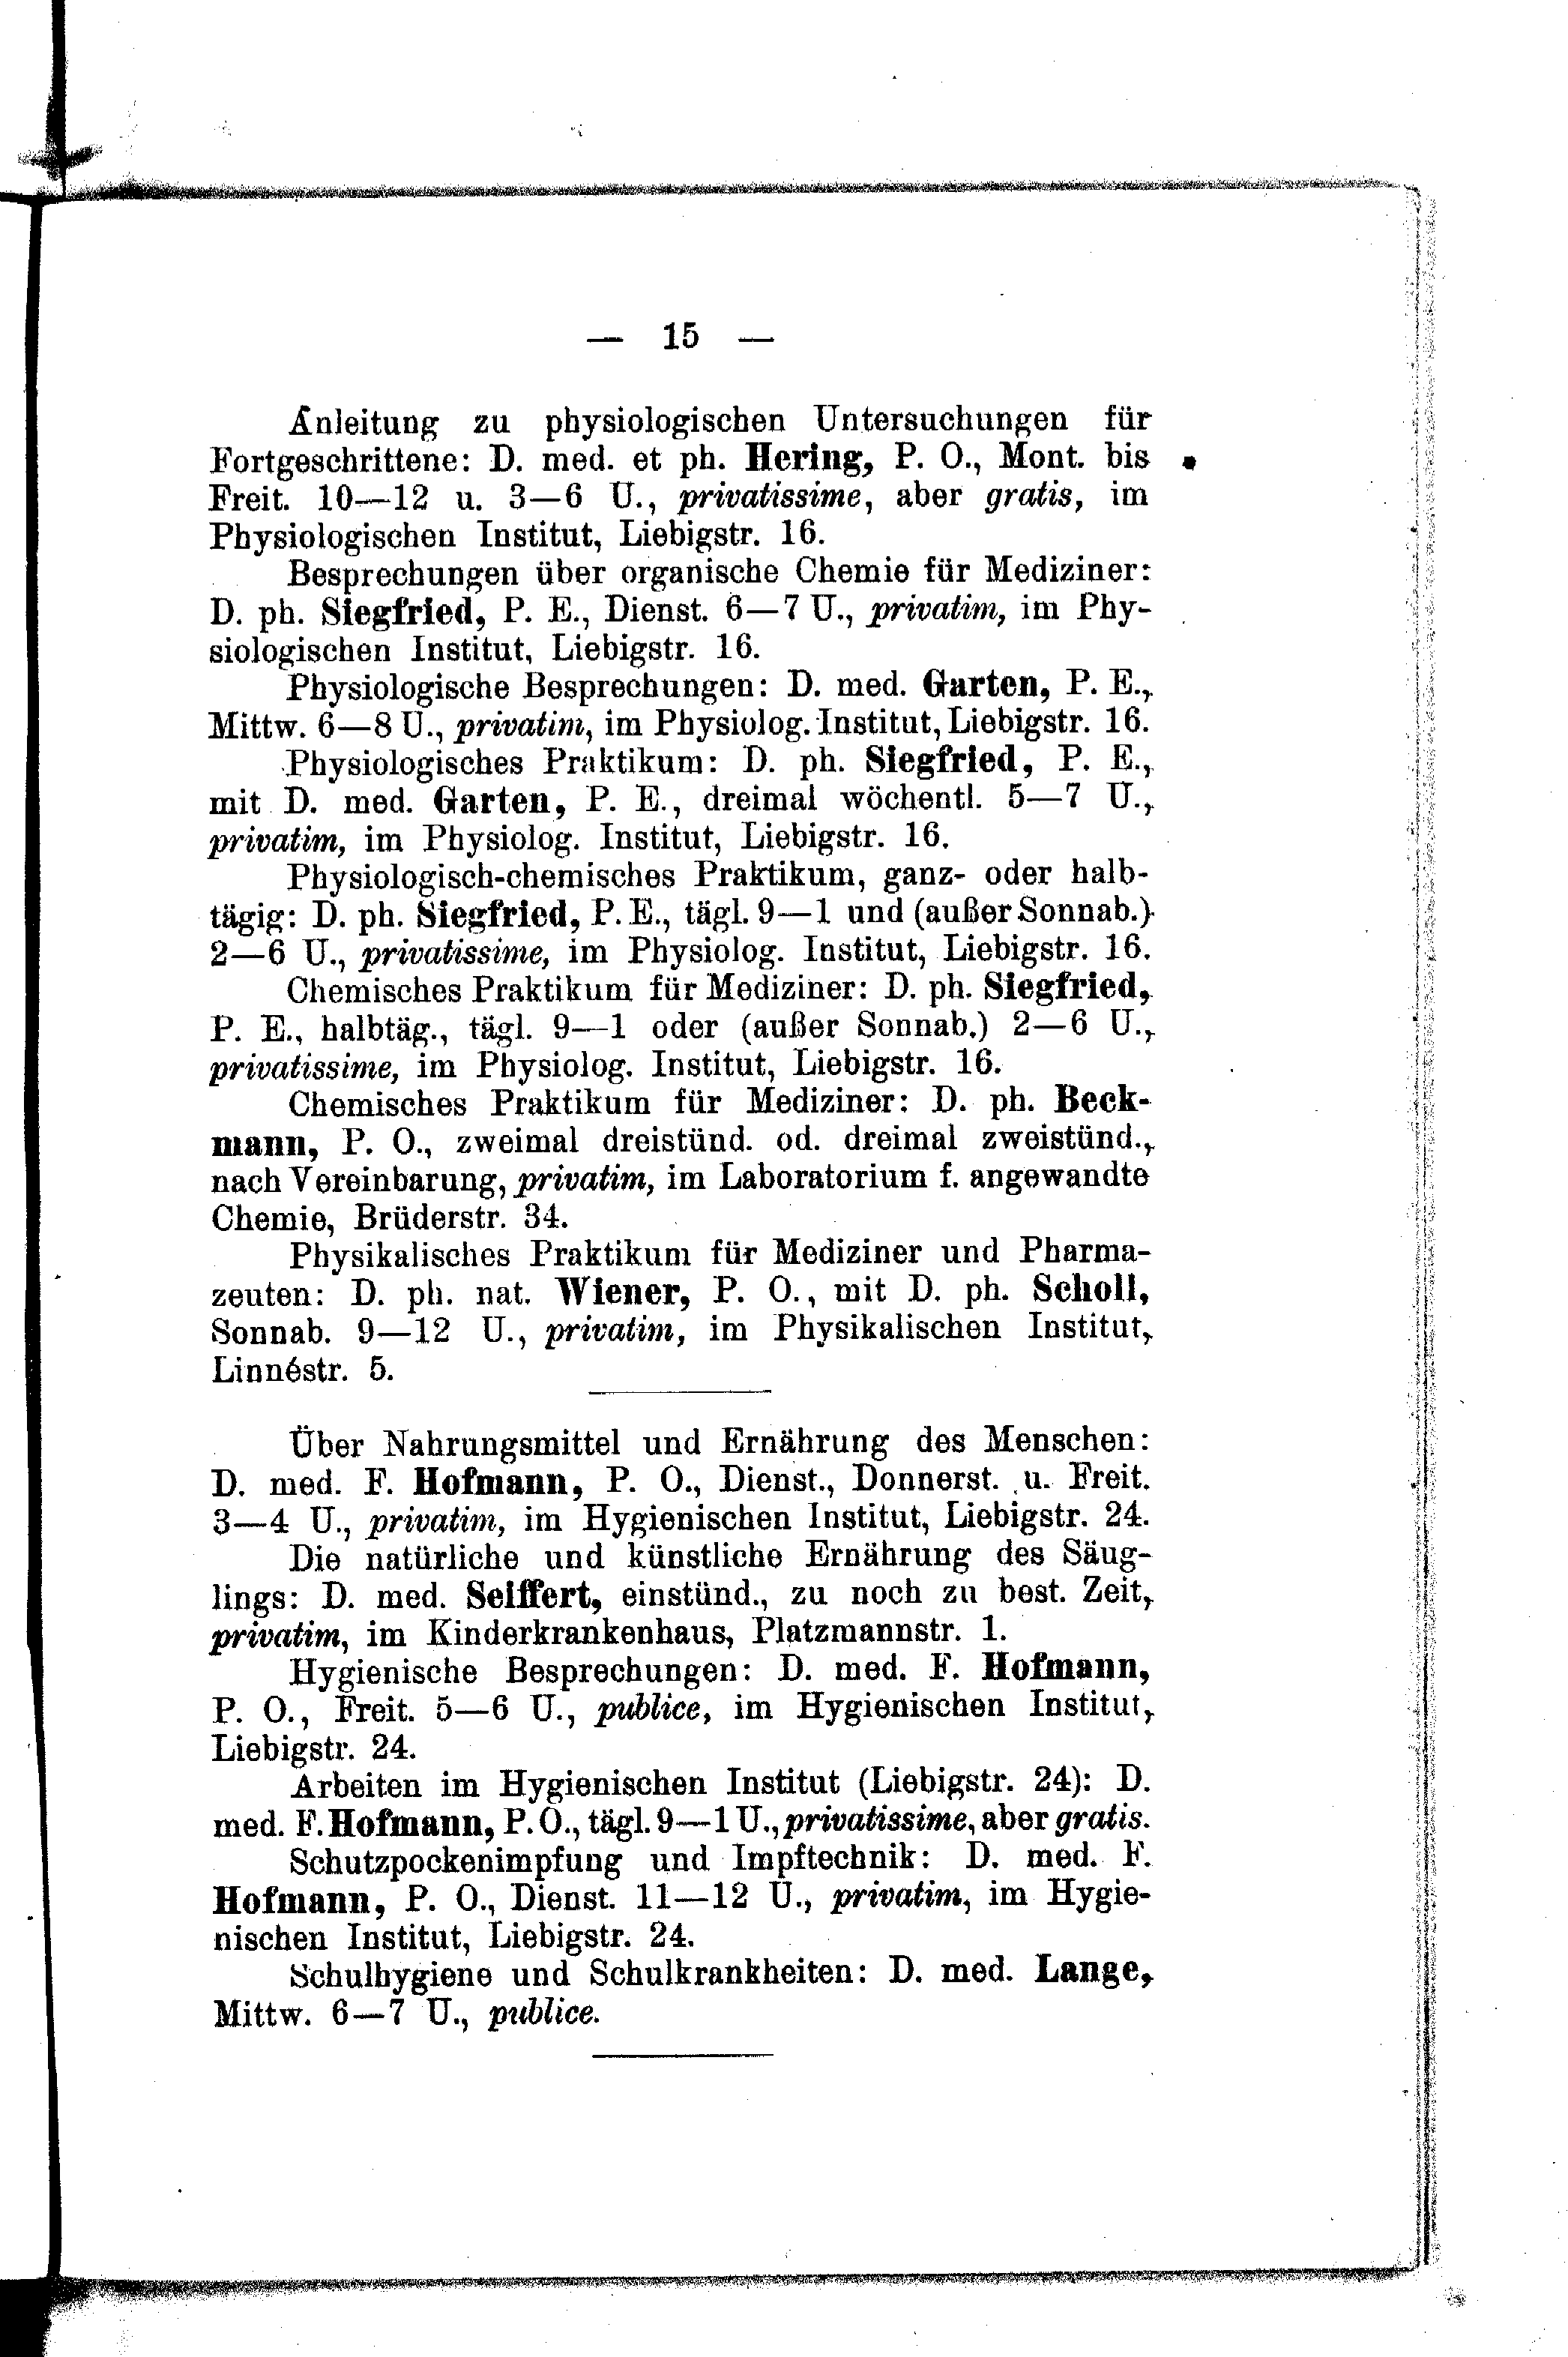 — 15 —
Anleitung zu physiologischen Untersuchungen für
Fortgeschrittene: D. med. et ph. Hering, P. O., Mont. bis
Freit. 10—12 u. 3—6 U., privatissime, aber gratis, im
Physiologischen Institut, Liebigstr. 16.
Besprechungen über organische Chemie für Mediziner:
D. ph. Siegfried, P. E., Dienst. 6—7 U., privatim, im Phy-
siologischen Institut, Liebigstr. 16.
Physiologische Besprechungen: D. med. Garten, P. E.,
Mittw. 6—8 U., privatim, im Physiolog. Institut, Liebigstr. 16.
Physiologisches Praktikum: D. ph. Siegfried, P. E.,
mit D. med. Garten, P. E., dreimal wöchentl. 5—7 U.,
privatim, im Physiolog. Institut, Liebigstr. 16.
Physiologisch-chemisches Praktikum, ganz- oder halb-
tägig: D. ph. Siegfried, P. E., tägl. 9—1 und (außer Sonnab.)
2—6 U., privatissime, im Physiolog. Institut, Liebigstr. 16.
Chemisches Praktikum für Mediziner: D. ph. Siegfried,
P. E., halbtäg., tägl. 9—1 oder (außer Sonnab.) 2—6 U.,
privatissime, im Physiolog. Institut, Liebigstr. 16.
Chemisches Praktikum für Mediziner: D. ph. Beck-
mann, P. O., zweimal dreistünd. od. dreimal zweistünd.,
nach Vereinbarung, privatim, im Laboratorium f. angewandte
Chemie, Brüderstr. 34.
Physikalisches Praktikum für Mediziner und Pharma-
zeuten: D. ph. nat. Wiener, P. O., mit D. ph. Scholl,
Sonnab. 9—12 U., privatim, im Physikalischen Institut,
Linnéstr. 5.
Über Nahrungsmittel und Ernährung des Menschen:
D. med. F. Hofmann, P. O., Dienst., Donnerst. u. Freit.
3—4 U., privatim, im Hygienischen Institut, Liebigstr. 24.
Die natürliche und künstliche Ernährung des Säug-
lings: D. med. Seiffert, einstünd., zu noch zu best. Zeit,
privatim, im Kinderkrankenhaus, Platzmannstr. 1.
Hygienische Besprechungen: D. med. F. Hofmann,
P. O., Freit. 5—6 U., publice, im Hygienischen Institut,
Liebigstr. 24.
Arbeiten im Hygienischen Institut (Liebigstr. 24): D.
med. F. Hofmann, P. O., tägl. 9—1 U., privatissime, aber gratis.
Schutzpockenimpfung und Impftechnik: D. med. F.
Hofmann, P. O., Dienst. 11—12 U., privatim, im Hygie-
nischen Institut, Liebigstr. 24.
Schulhygiene und Schulkrankheiten: D. med. Lange,
Mittw. 6—7 U., publice.